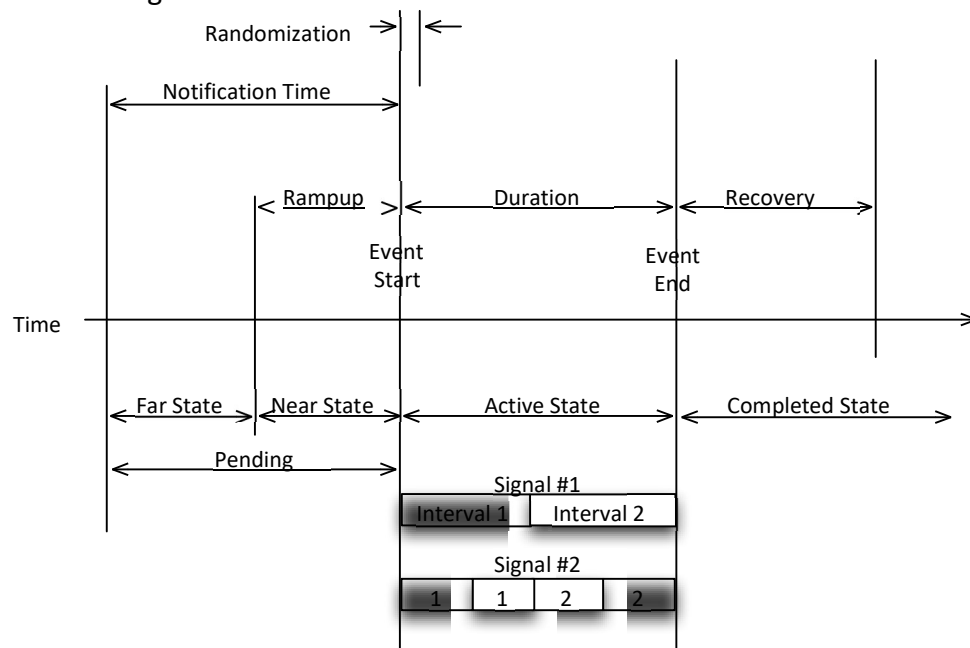 Randomization
Notification Time
Rampup
Duration
Recovery
Event
Start
Event
End
Time
Far State
Near State
Active State
Completed State
Pending
Signal #1
Interval 1
Interval 2
Signal #2
1
1
2
2